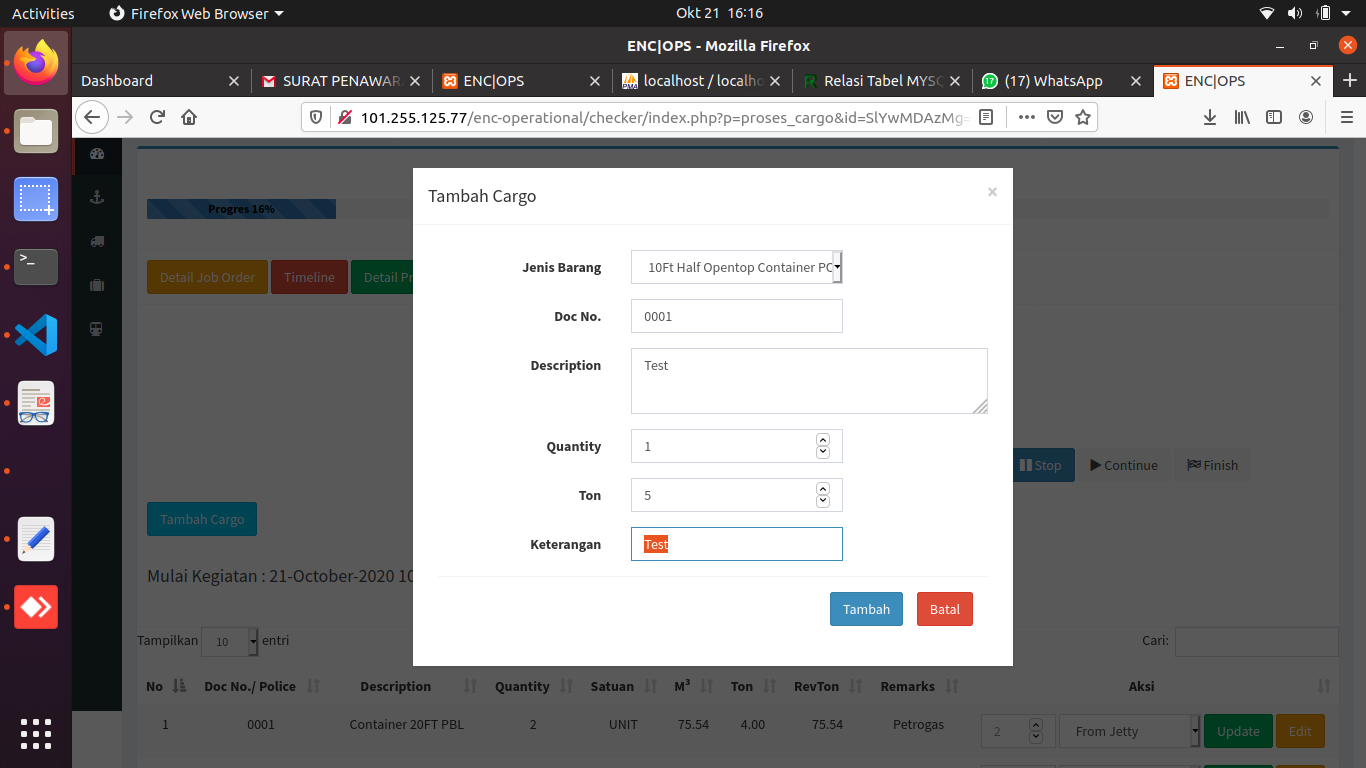 Activities Firefox Web Browser Okt 21 16:16
ENC|OPS - Mozilla Firefox
Dashboard SURAT PENAWAR ENC|OPS localhost / localho Relasi Tabel MYSQ (17) WhatsApp ENC|OPS
101.255.125.77/enc-operational/checker/index.php?p=proses_cargo&id=SlYwMDAzMg=
Tambah Cargo ×
Progres 16%
Jenis Barang 10Ft Half Opentop Container PC
Detail Job Order Timeline Detail Pr
Doc No. 0001
Description Test
Quantity 1
Stop Continue Finish
Ton 5
Tambah Cargo
Keterangan Test
Mulai Kegiatan : 21-October-2020 10
Tambah Batal
Tampilkan 10 entri Cari:
No Doc No./ Police Description Quantity Satuan M³ Ton RevTon Remarks Aksi
1 0001 Container 20FT PBL 2 UNIT 75.54 4.00 75.54 Petrogas 2 From Jetty Update Edit